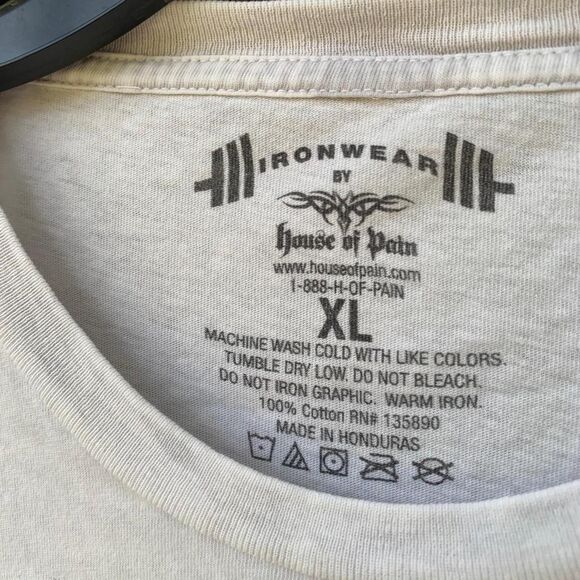 IRONWEAR
BY
House of Pain
www.houseofpain.com
1-888-H-OF-PAIN
XL
MACHINE WASH COLD WITH LIKE COLORS.
TUMBLE DRY LOW. DO NOT BLEACH.
DO NOT IRON GRAPHIC. WARM IRON.
100% Cotton RN# 135890
MADE IN HONDURAS